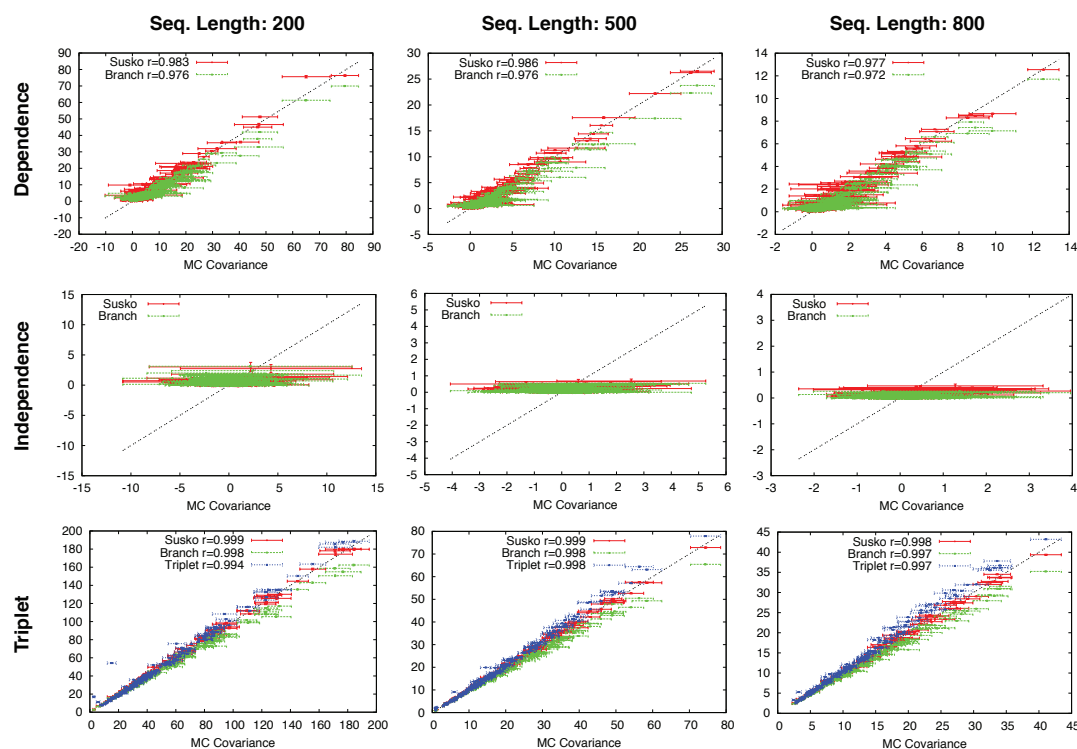 Seq. Length: 200
Seq. Length: 500
Seq. Length: 800
Dependence
90
80
70
60
50
40
30
20
10
0
-10
-20
Susko r=0.983
Branch r=0.976
-20 -10 0 10 20 30 40 50 60 70 80 90
MC Covariance
30
25
20
15
10
5
0
-5
Susko r=0.986
Branch r=0.976
-5 0 5 10 15 20 25 30
MC Covariance
14
12
10
8
6
4
2
0
-2
Susko r=0.977
Branch r=0.972
-2 0 2 4 6 8 10 12 14
MC Covariance
Independence
15
10
5
0
-5
-10
-15
Susko
Branch
-15 -10 -5 0 5 10 15
MC Covariance
6
5
4
3
2
1
0
-1
-2
-3
-4
-5
Susko
Branch
-5 -4 -3 -2 -1 0 1 2 3 4 5 6
MC Covariance
4
3
2
1
0
-1
-2
-3
Susko
Branch
-3 -2 -1 0 1 2 3 4
MC Covariance
Triplet
200
180
160
140
120
100
80
60
40
20
0
Susko r=0.999
Branch r=0.998
Triplet r=0.994
0 20 40 60 80 100 120 140 160 180 200
MC Covariance
80
70
60
50
40
30
20
10
0
Susko r=0.999
Branch r=0.998
Triplet r=0.998
0 10 20 30 40 50 60 70 80
MC Covariance
45
40
35
30
25
20
15
10
5
0
Susko r=0.998
Branch r=0.997
Triplet r=0.997
0 5 10 15 20 25 30 35 40 45
MC Covariance